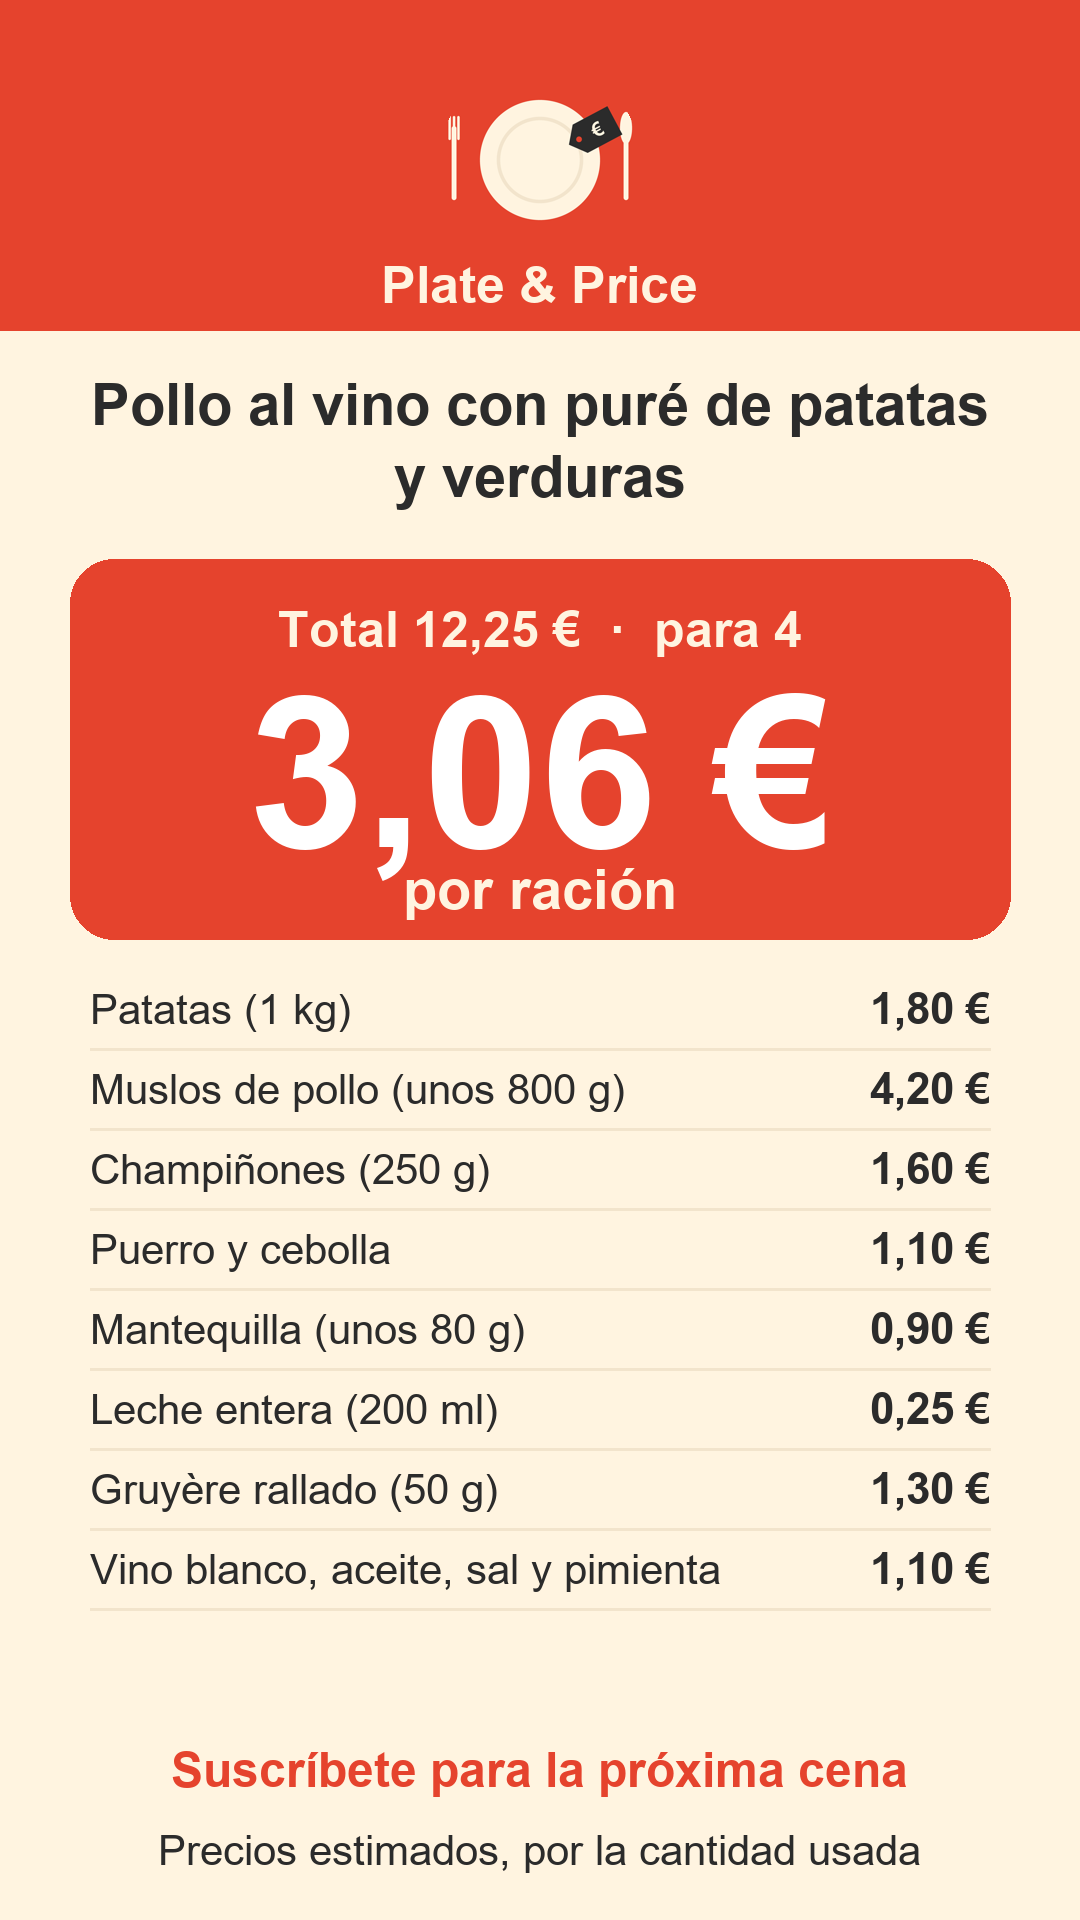 €
Plate & Price
Pollo al vino con puré de patatas
y verduras
Total 12,25 € · para 4
3,06 €
por ración
Patatas (1 kg) 1,80 €
Muslos de pollo (unos 800 g) 4,20 €
Champiñones (250 g) 1,60 €
Puerro y cebolla 1,10 €
Mantequilla (unos 80 g) 0,90 €
Leche entera (200 ml) 0,25 €
Gruyère rallado (50 g) 1,30 €
Vino blanco, aceite, sal y pimienta 1,10 €
Suscríbete para la próxima cena
Precios estimados, por la cantidad usada